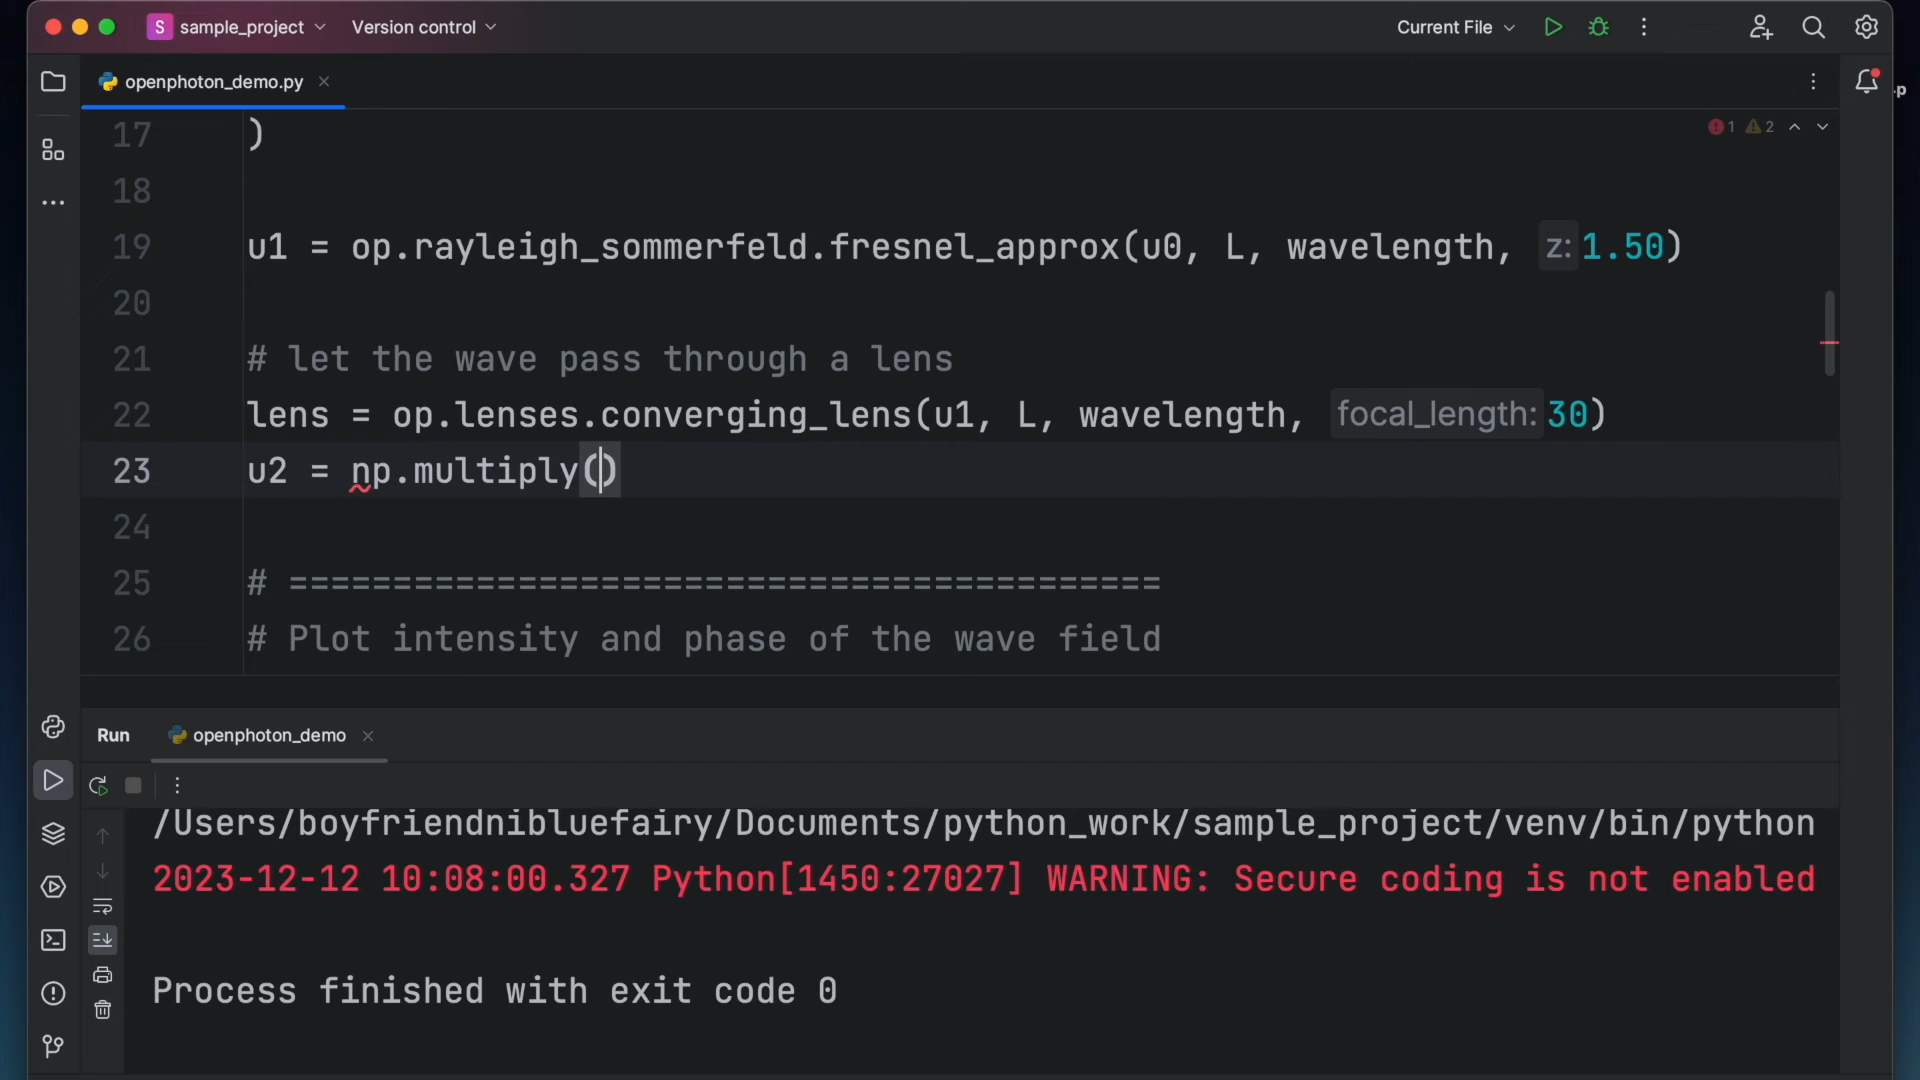 S sample_project Version control Current File
openphoton_demo.py
.p
17 )
1 2
18
19 u1 = op.rayleigh_sommerfeld.fresnel_approx(u0, L, wavelength, z: 1.50)
20
21 # let the wave pass through a lens
22 lens = op.lenses.converging_lens(u1, L, wavelength, focal_length: 30)
23 u2 = np.multiply()
24
25 # ==========================================
26 # Plot intensity and phase of the wave field
Run openphoton_demo
/Users/boyfriendnibluefairy/Documents/python_work/sample_project/venv/bin/python
2023-12-12 10:08:00.327 Python[1450:27027] WARNING: Secure coding is not enabled
Process finished with exit code 0